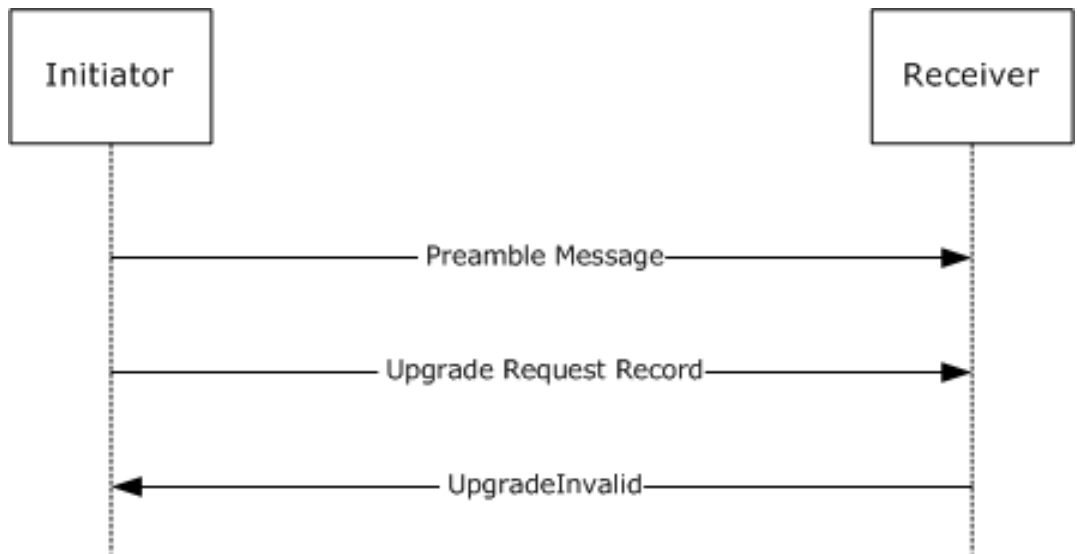 Initiator
Receiver
Preamble Message
Upgrade Request Record
UpgradeInvalid